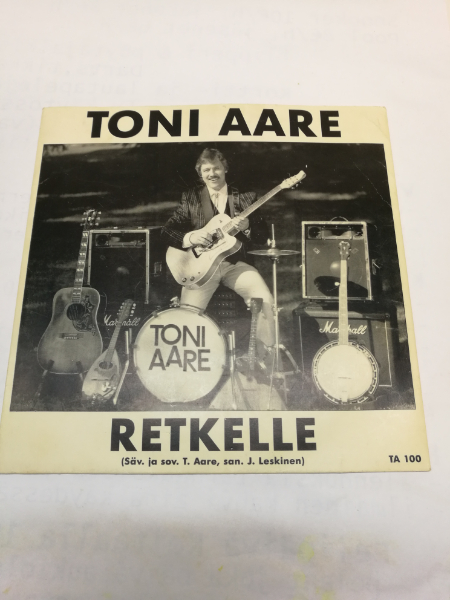 TONI AARE
Marshall
TONI
AARE
Marshall
RETKELLE
(Säv. ja sov. T. Aare, san. J. Leskinen)
TA 100